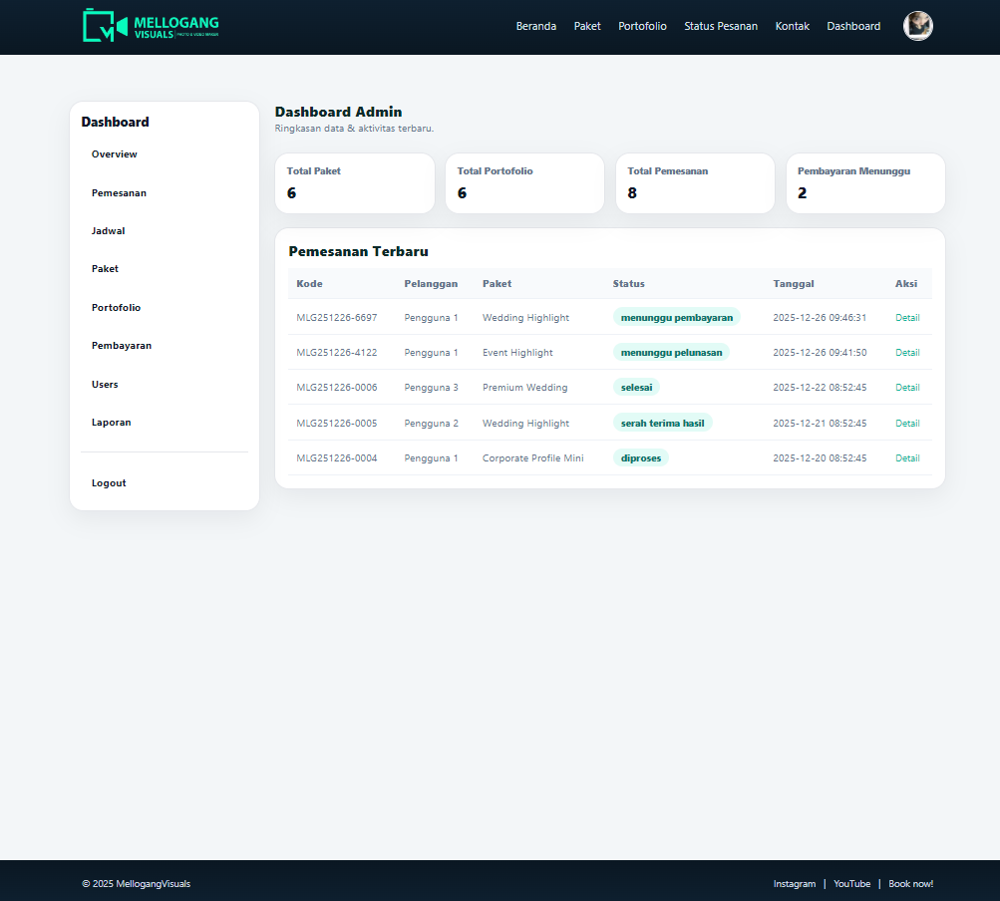 MELLOGANG
VISUALS | PHOTO & VIDEO MAKER
Beranda Paket Portofolio Status Pesanan Kontak Dashboard
Dashboard
Overview
Pemesanan
Jadwal
Paket
Portofolio
Pembayaran
Users
Laporan
Logout
Dashboard Admin
Ringkasan data & aktivitas terbaru.
Total Paket
6
Total Portofolio
6
Total Pemesanan
8
Pembayaran Menunggu
2
Pemesanan Terbaru
Kode Pelanggan Paket Status Tanggal Aksi
MLG251226-6697 Pengguna 1 Wedding Highlight menunggu pembayaran 2025-12-26 09:46:31 Detail
MLG251226-4122 Pengguna 1 Event Highlight menunggu pelunasan 2025-12-26 09:41:50 Detail
MLG251226-0006 Pengguna 3 Premium Wedding selesai 2025-12-22 08:52:45 Detail
MLG251226-0005 Pengguna 2 Wedding Highlight serah terima hasil 2025-12-21 08:52:45 Detail
MLG251226-0004 Pengguna 1 Corporate Profile Mini diproses 2025-12-20 08:52:45 Detail
© 2025 MellogangVisuals
Instagram | YouTube | Book now!